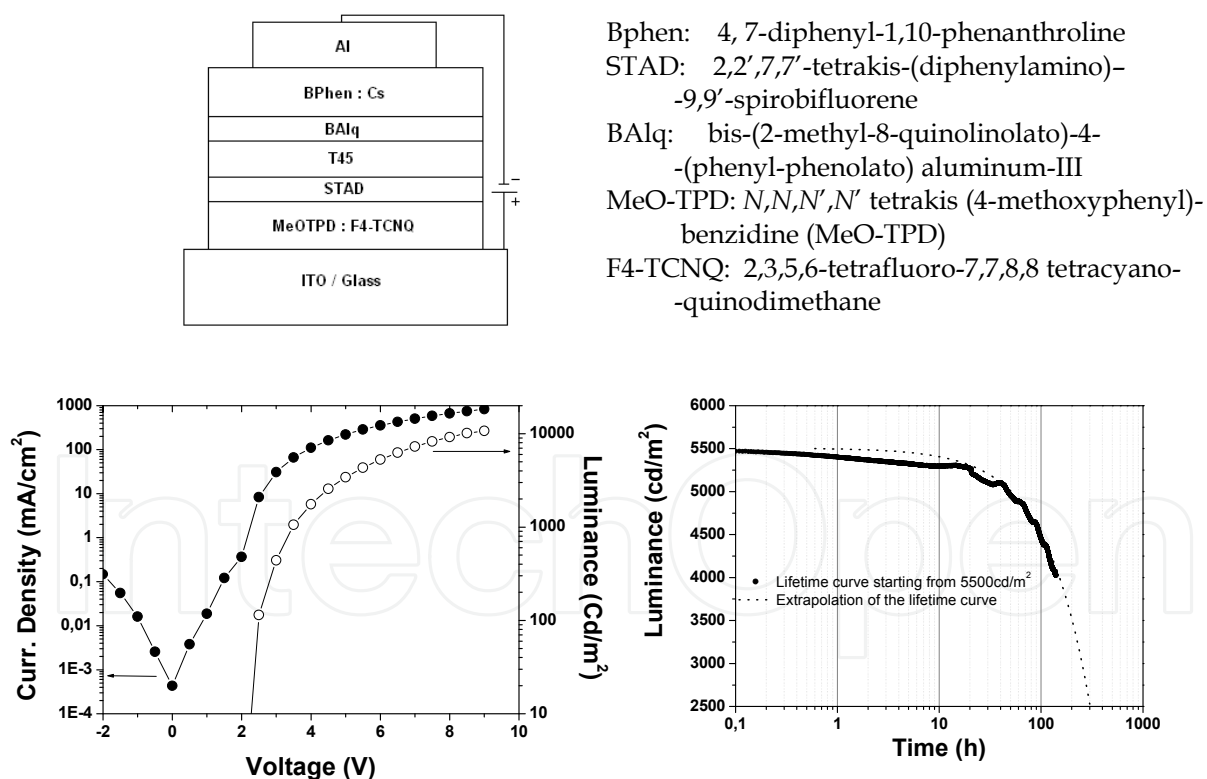 Al
BPhen : Cs
BAlq
T45
STAD
MeOTPD : F4-TCNQ
ITO / Glass
–
+
Bphen: 4, 7-diphenyl-1,10-phenanthroline
STAD: 2,2′,7,7′-tetrakis-(diphenylamino)–
-9,9′-spirobifluorene
BAlq: bis-(2-methyl-8-quinolinolato)-4-
-(phenyl-phenolato) aluminum-III
MeO-TPD: N,N,N′,N′ tetrakis (4-methoxyphenyl)-
benzidine (MeO-TPD)
F4-TCNQ: 2,3,5,6-tetrafluoro-7,7,8,8 tetracyano-
-quinodimethane
Curr. Density (mA/cm²)
1000
100
10
1
0,1
0,01
1E-3
1E-4
-2
0
2
4
6
8
10
Voltage (V)
10000
1000
100
10
Luminance (Cd/m²)
Luminance (cd/m²)
6000
5500
5000
4500
4000
3500
3000
2500
Lifetime curve starting from 5500cd/m²
Extrapolation of the lifetime curve
0,1
1
10
100
1000
Time (h)
IntechOpen